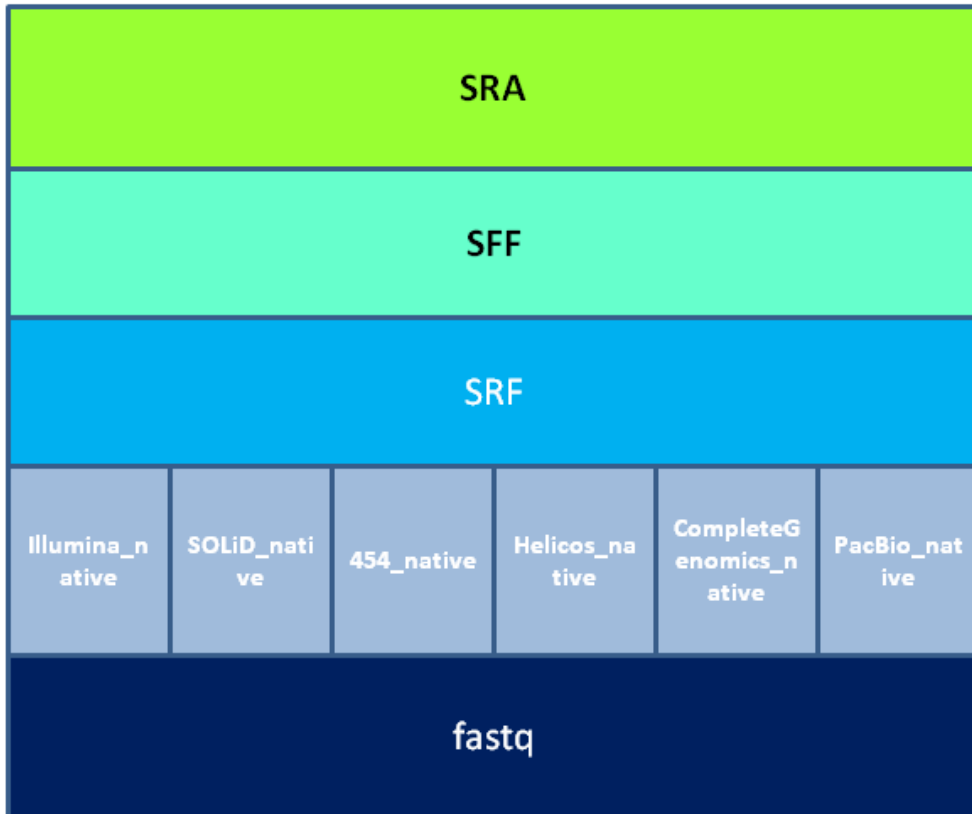 SRA
SFF
SRF
Illumina_n
ative
SOLiD_nati
ve
454_native
Helicos_na
tive
CompleteG
enomics_n
ative
PacBio_nat
ive
fastq